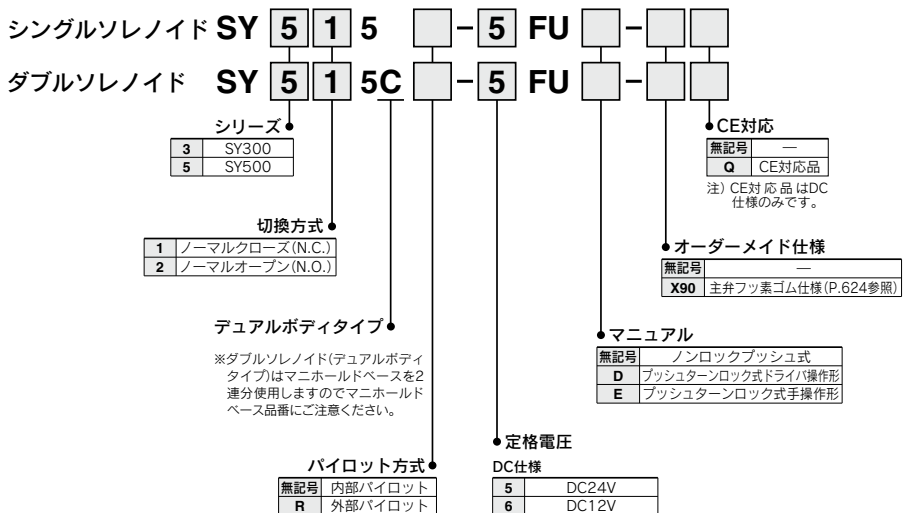 シングルソレノイド SY 5 1 5 □-5 FU □-□□
ダブルソレノイド SY 5 1 5C □-5 FU □-□□
シリーズ
3 SY300
5 SY500
切換方式
1 ノーマルクローズ(N.C.)
2 ノーマルオープン(N.O.)
デュアルボディタイプ
※ダブルソレノイド(デュアルボディ
タイプ)はマニホールドベースを2
連分使用しますのでマニホールド
ベース品番にご注意ください。
パイロット方式
無記号 内部パイロット
R 外部パイロット
定格電圧
DC仕様
5 DC24V
6 DC12V
マニュアル
無記号 ノンロックプッシュ式
D プッシュターンロック式ドライバ操作形
E プッシュターンロック式手操作形
オーダーメイド仕様
無記号 —
X90 主弁フッ素ゴム仕様(P.624参照)
CE対応
無記号 —
Q CE対応品
注) CE対応品はDC
仕様のみです。